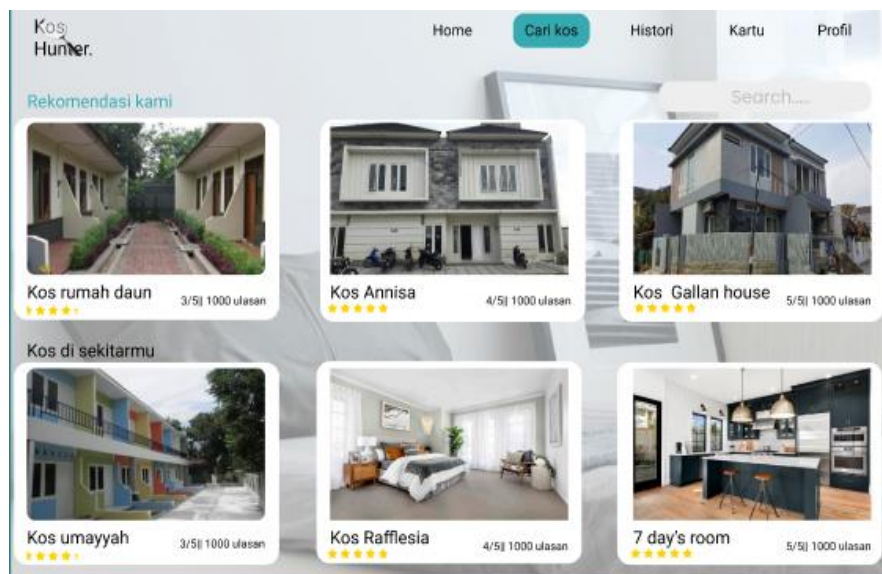 Kos
Hunter.
Home
Cari kos
Histori
Kartu
Profil
Rekomendasi kami
Search.....
Kos rumah daun
3/5|| 1000 ulasan
Kos Annisa
4/5|| 1000 ulasan
Kos Gallan house
5/5|| 1000 ulasan
Kos di sekitarmu
Kos umayyah
3/5|| 1000 ulasan
Kos Rafflesia
4/5|| 1000 ulasan
7 day's room
5/5|| 1000 ulasan